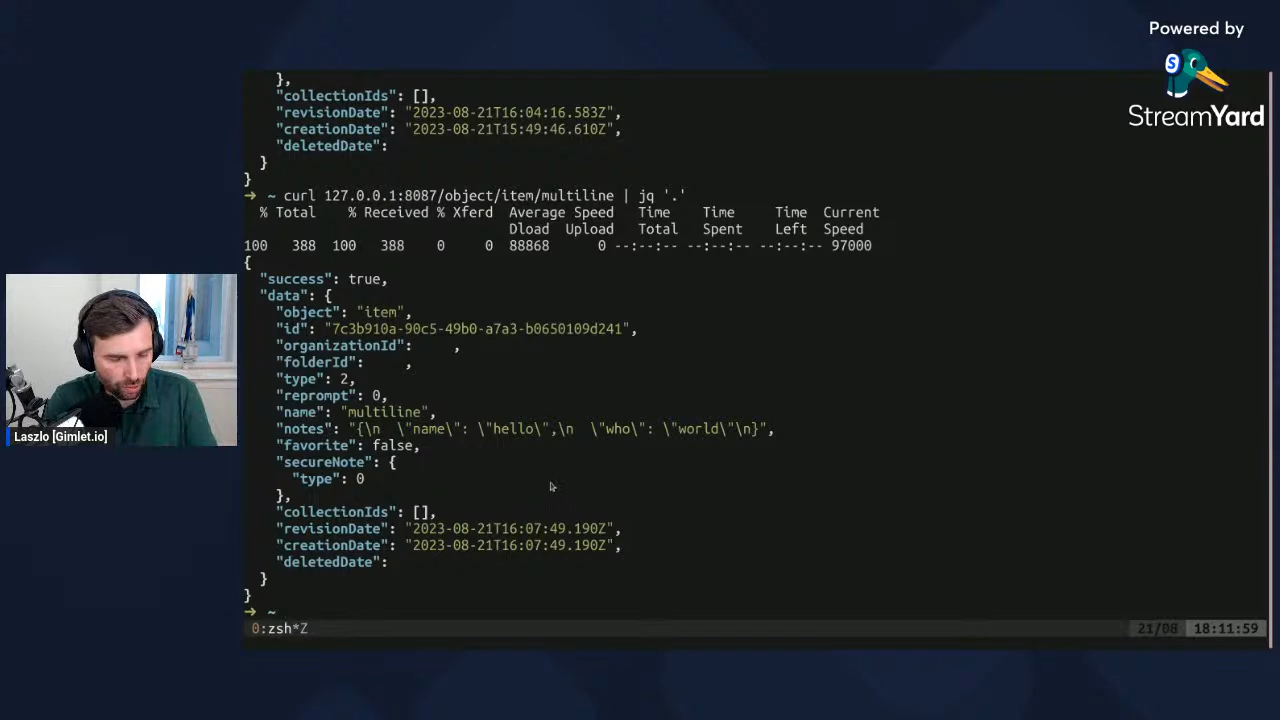 Powered by
StreamYard
},
"collectionIds": [],
"revisionDate": "2023-08-21T16:04:16.583Z",
"creationDate": "2023-08-21T15:49:46.610Z",
"deletedDate":
}
}
→ ~ curl 127.0.0.1:8087/object/item/multiline | jq '.'
% Total % Received % Xferd Average Speed Time Time Time Current
Dload Upload Total Spent Left Speed
100 388 100 388 0 0 88868 0 --:--:-- --:--:-- --:--:-- 97000
{
"success": true,
"data": {
"object": "item",
"id": "7c3b910a-90c5-49b0-a7a3-b0650109d241",
"organizationId": ,
"folderId": ,
"type": 2,
"reprompt": 0,
"name": "multiline",
"notes": "{\n \"name\": \"hello\",\n \"who\": \"world\"\n}",
"favorite": false,
"secureNote": {
"type": 0
},
"collectionIds": [],
"revisionDate": "2023-08-21T16:07:49.190Z",
"creationDate": "2023-08-21T16:07:49.190Z",
"deletedDate":
}
}
→ ~
0:zsh*Z 21/08 18:11:59
Laszlo [Gimlet.io]